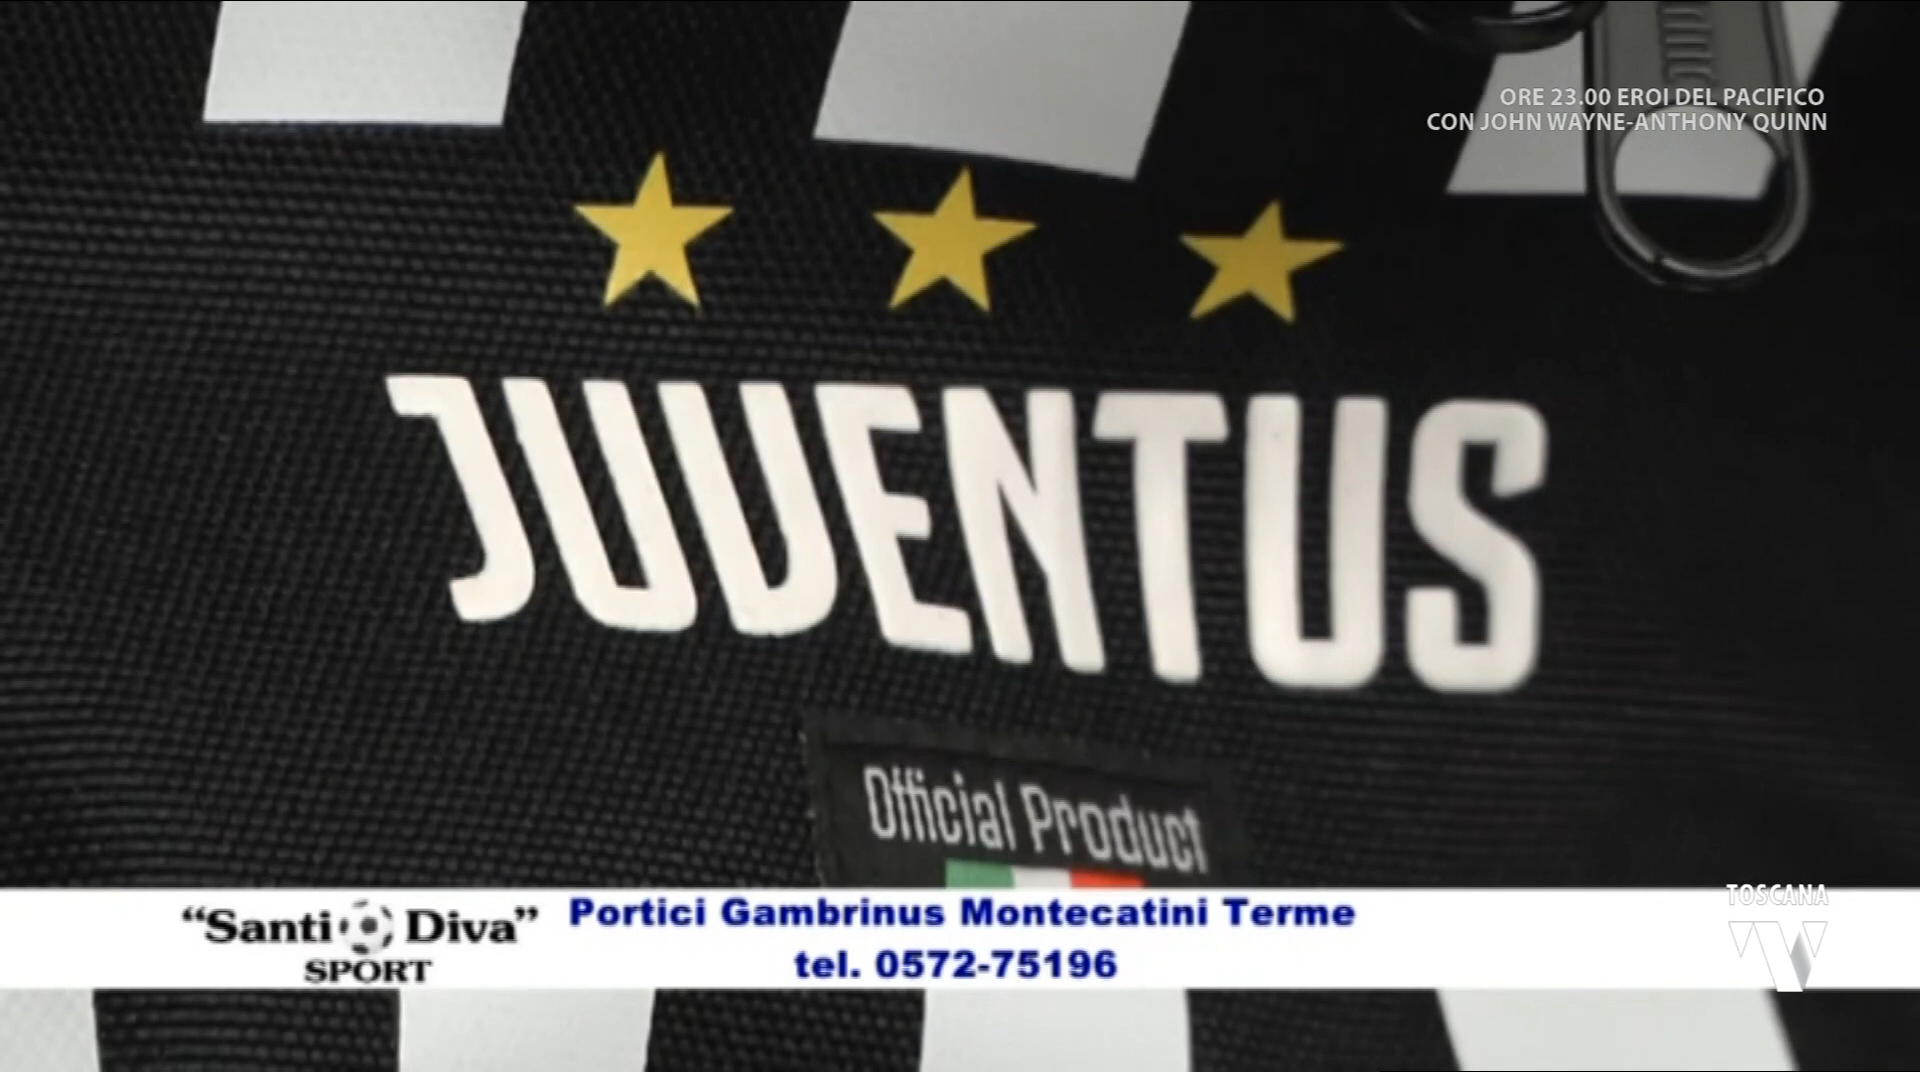 ORE 23.00 EROI DEL PACIFICO
CON JOHN WAYNE-ANTHONY QUINN
JUVENTUS
Official Product
“Santi Diva”
SPORT
Portici Gambrinus Montecatini Terme
tel. 0572-75196
TOSCANA
TV